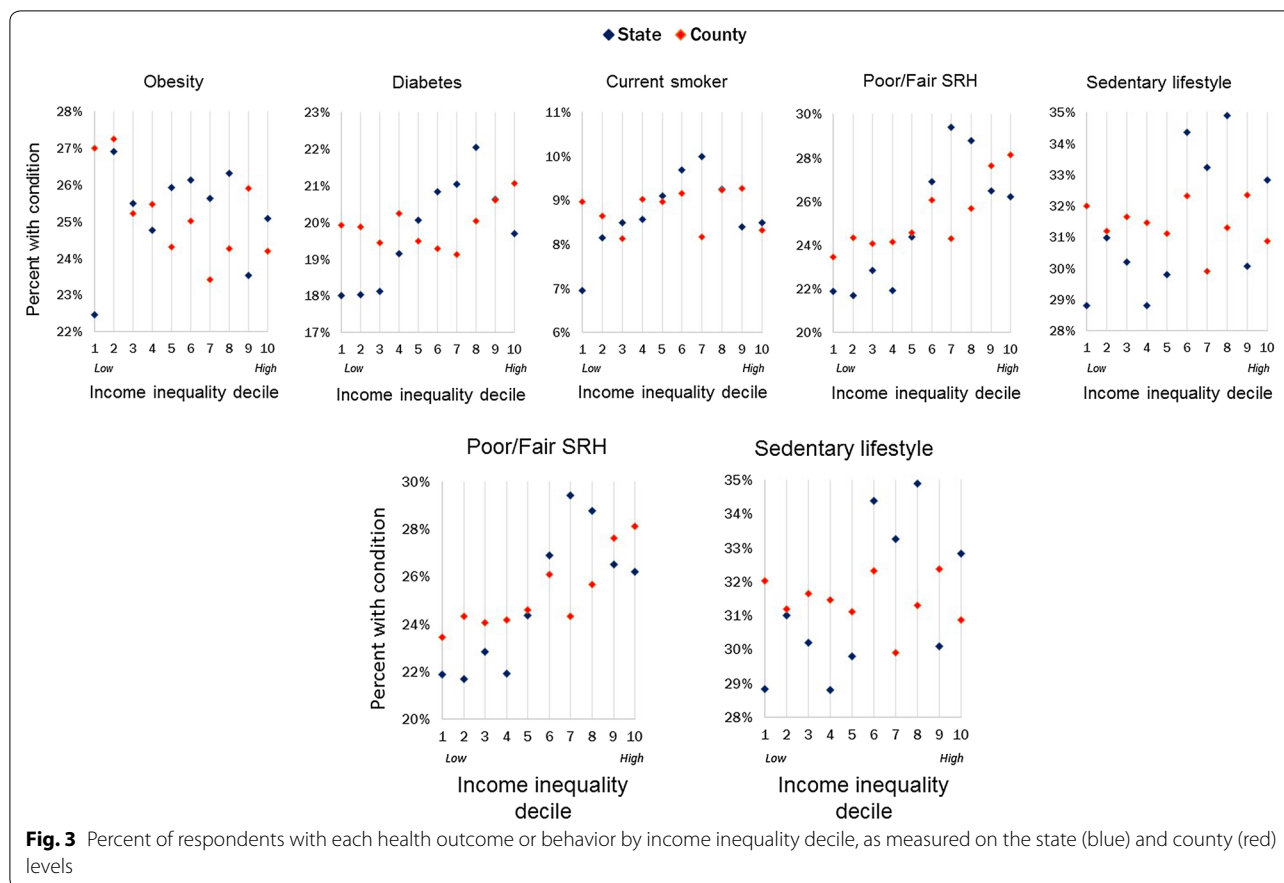 State County
Obesity
Diabetes
Current smoker
Poor/Fair SRH
Sedentary lifestyle
Percent with condition
28%
27%
26%
25%
24%
23%
22%
1 2 3 4 5 6 7 8 9 10
Low High
Income inequality decile
23%
22%
21%
20%
19%
18%
17%
1 2 3 4 5 6 7 8 9 10
Low High
Income inequality decile
11%
10%
9%
8%
7%
6%
1 2 3 4 5 6 7 8 9 10
Low High
Income inequality decile
30%
28%
26%
24%
22%
20%
1 2 3 4 5 6 7 8 9 10
Low High
Income inequality decile
35%
34%
33%
32%
31%
30%
29%
28%
1 2 3 4 5 6 7 8 9 10
Low High
Income inequality decile
Poor/Fair SRH
Percent with condition
30%
28%
26%
24%
22%
20%
1 2 3 4 5 6 7 8 9 10
Low High
Income inequality
decile
Sedentary lifestyle
35%
34%
33%
32%
31%
30%
29%
28%
1 2 3 4 5 6 7 8 9 10
Low High
Income inequality
decile
Fig. 3 Percent of respondents with each health outcome or behavior by income inequality decile, as measured on the state (blue) and county (red)
levels